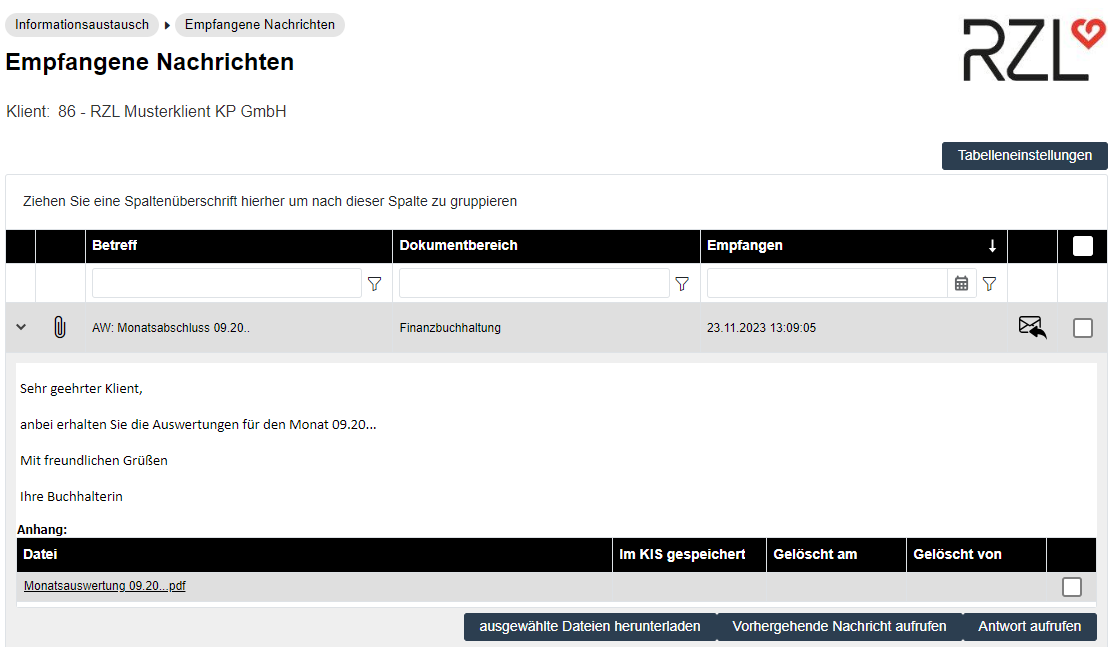 Informationsaustausch Empfangene Nachrichten
RZL
Empfangene Nachrichten
Klient: 86 - RZL Musterklient KP GmbH
Tabelleneinstellungen
Ziehen Sie eine Spaltenüberschrift hierher um nach dieser Spalte zu gruppieren
Betreff Dokumentbereich Empfangen
AW: Monatsabschluss 09.20.. Finanzbuchhaltung 23.11.2023 13:09:05
Sehr geehrter Klient,
anbei erhalten Sie die Auswertungen für den Monat 09.20...
Mit freundlichen Grüßen
Ihre Buchhalterin
Anhang:
Datei Im KIS gespeichert Gelöscht am Gelöscht von
Monatsauswertung 09.20...pdf
ausgewählte Dateien herunterladen Vorhergehende Nachricht aufrufen Antwort aufrufen